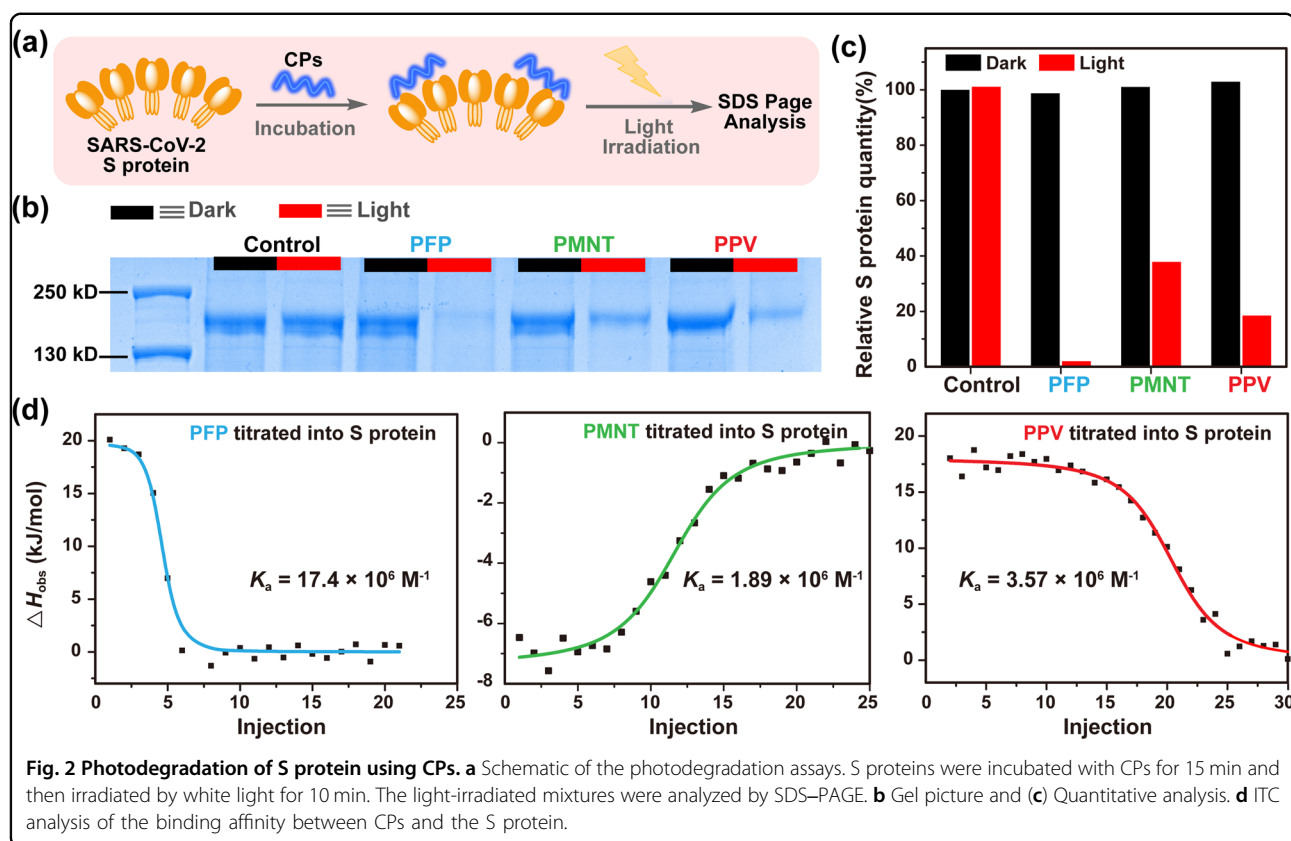 (a)
CPs
Incubation
SARS-CoV-2
S protein
Light
Irradiation
SDS Page
Analysis
(b)
Dark
Light
Control
PFP
PMNT
PPV
250 kD
130 kD
(c)
Dark
Light
Relative S protein quantity(%)
100
80
60
40
20
0
Control
PFP
PMNT
PPV
(d)
PFP titrated into S protein
Ka = 17.4 × 10⁶ M⁻¹
△Hobs (kJ/mol)
20
15
10
5
0
0 5 10 15 20 25
Injection
PMNT titrated into S protein
Ka = 1.89 × 10⁶ M⁻¹
0
-2
-4
-6
-8
0 5 10 15 20 25
Injection
PPV titrated into S protein
Ka = 3.57 × 10⁶ M⁻¹
20
15
10
5
0
0 5 10 15 20 25 30
Injection
Fig. 2 Photodegradation of S protein using CPs. a Schematic of the photodegradation assays. S proteins were incubated with CPs for 15 min and
then irradiated by white light for 10 min. The light-irradiated mixtures were analyzed by SDS–PAGE. b Gel picture and (c) Quantitative analysis. d ITC
analysis of the binding affinity between CPs and the S protein.